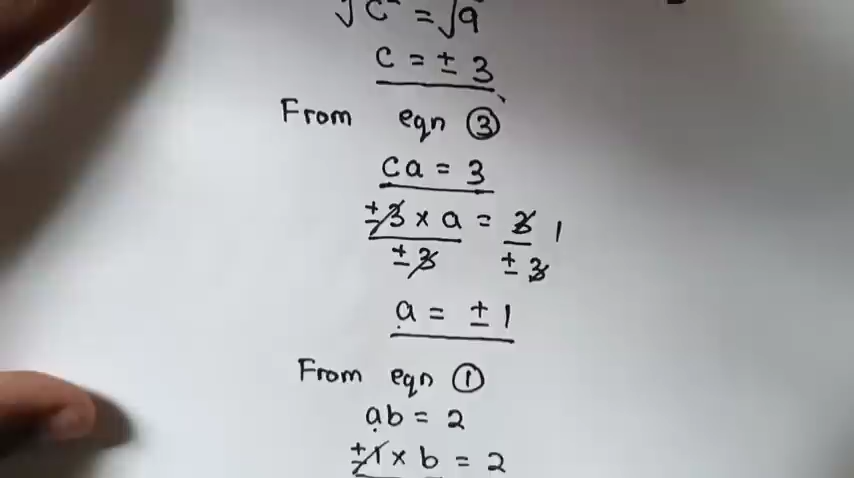 √c² = √9
c = ± 3
From eqn ③
ca = 3
±3 × a = 3 1
±3 ± 3
a = ± 1
From eqn ①
ab = 2
±1 × b = 2